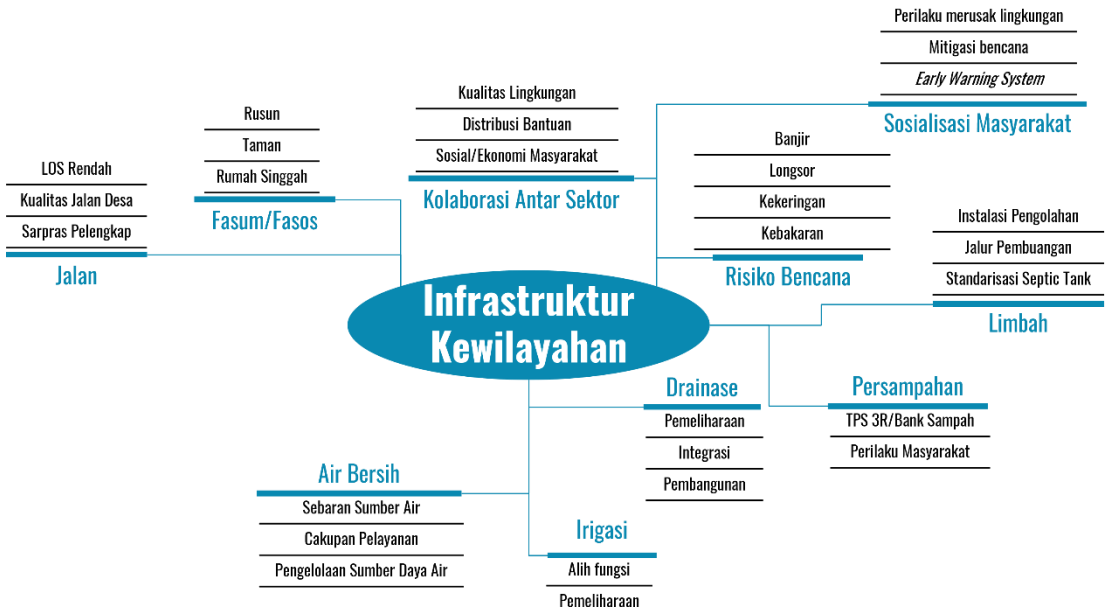 Perilaku merusak lingkungan
Mitigasi bencana
Early Warning System
Sosialisasi Masyarakat
Kualitas Lingkungan
Distribusi Bantuan
Sosial/Ekonomi Masyarakat
Kolaborasi Antar Sektor
Rusun
Taman
Rumah Singgah
Fasum/Fasos
LOS Rendah
Kualitas Jalan Desa
Sarpras Pelengkap
Jalan
Banjir
Longsor
Kekeringan
Kebakaran
Risiko Bencana
Instalasi Pengolahan
Jalur Pembuangan
Standarisasi Septic Tank
Limbah
Infrastruktur
Kewilayahan
Drainase
Pemeliharaan
Integrasi
Pembangunan
Persampahan
TPS 3R/Bank Sampah
Perilaku Masyarakat
Air Bersih
Sebaran Sumber Air
Cakupan Pelayanan
Pengelolaan Sumber Daya Air
Irigasi
Alih fungsi
Pemeliharaan